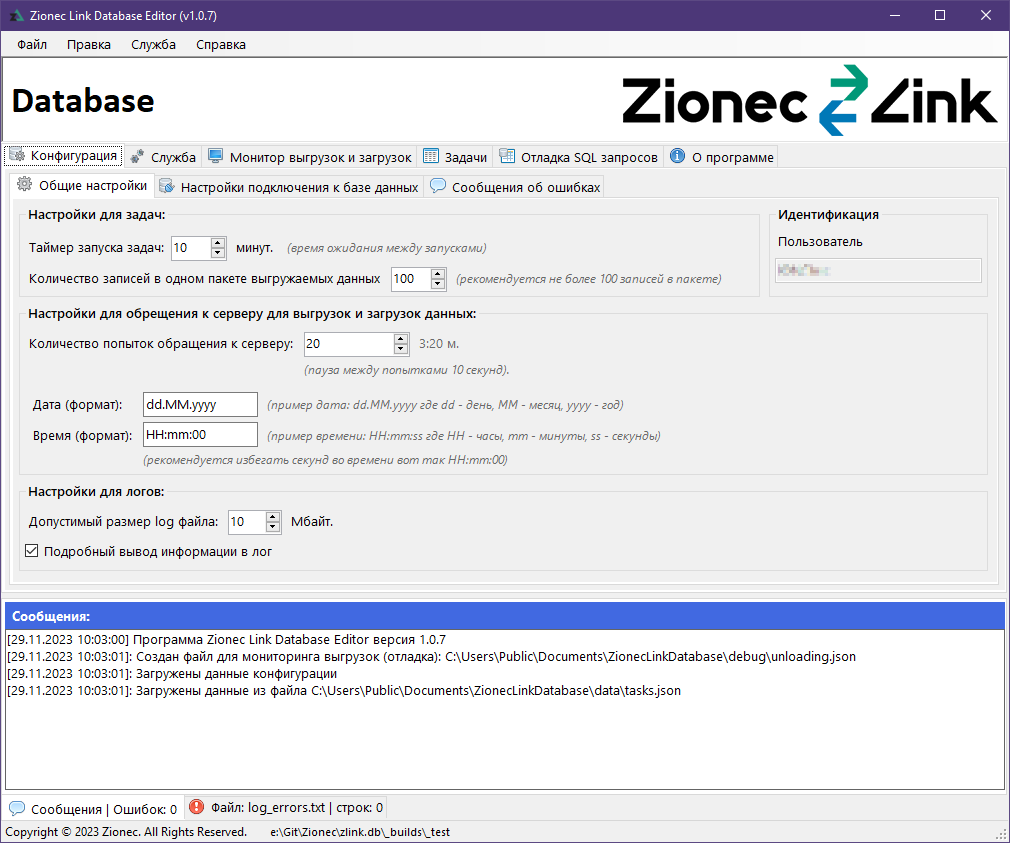 Zionec Link Database Editor (v1.0.7)
Файл Правка Служба Справка
Database
Zionec Link
Конфигурация Служба Монитор выгрузок и загрузок Задачи Отладка SQL запросов О программе
Общие настройки Настройки подключения к базе данных Сообщения об ошибках
Настройки для задач:
Таймер запуска задач: 10 минут. (время ожидания между запусками)
Количество записей в одном пакете выгружаемых данных 100 (рекомендуется не более 100 записей в пакете)
Идентификация
Пользователь
Настройки для обрещения к серверу для выгрузок и загрузок данных:
Количество попыток обращения к серверу: 20 3:20 м.
(пауза между попытками 10 секунд).
Дата (формат): dd.MM.yyyy (пример дата: dd.MM.yyyy где dd - день, MM - месяц, yyyy - год)
Время (формат): HH:mm:00 (пример времени: HH:mm:ss где HH - часы, mm - минуты, ss - секунды)
(рекомендуется избегать секунд во времени вот так HH:mm:00)
Настройки для логов:
Допустимый размер log файла: 10 Мбайт.
Подробный вывод информации в лог
Сообщения:
[29.11.2023 10:03:00] Программа Zionec Link Database Editor версия 1.0.7
[29.11.2023 10:03:01]: Создан файл для мониторинга выгрузок (отладка): C:\Users\Public\Documents\ZionecLinkDatabase\debug\unloading.json
[29.11.2023 10:03:01]: Загружены данные конфигурации
[29.11.2023 10:03:01]: Загружены данные из файла C:\Users\Public\Documents\ZionecLinkDatabase\data\tasks.json
Сообщения | Ошибок: 0 Файл: log_errors.txt | строк: 0
Copyright © 2023 Zionec. All Rights Reserved. e:\Git\Zionec\zlink.db\_builds\_test